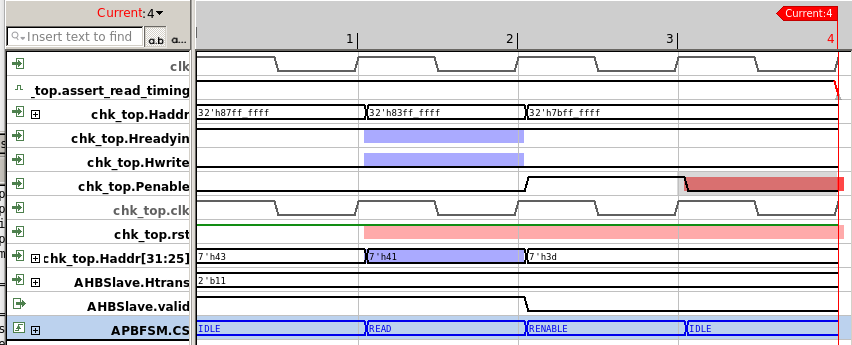 Current:4
Current:4
Insert text to find
a.b
a...
1
2
3
4
clk
_top.assert_read_timing
chk_top.Haddr
32'h87ff_ffff
32'h83ff_ffff
32'h7bff_ffff
chk_top.Hreadyin
chk_top.Hwrite
chk_top.Penable
chk_top.clk
chk_top.rst
chk_top.Haddr[31:25]
7'h43
7'h41
7'h3d
AHBSlave.Htrans
2'b11
AHBSlave.valid
APBFSM.CS
IDLE
READ
RENABLE
IDLE